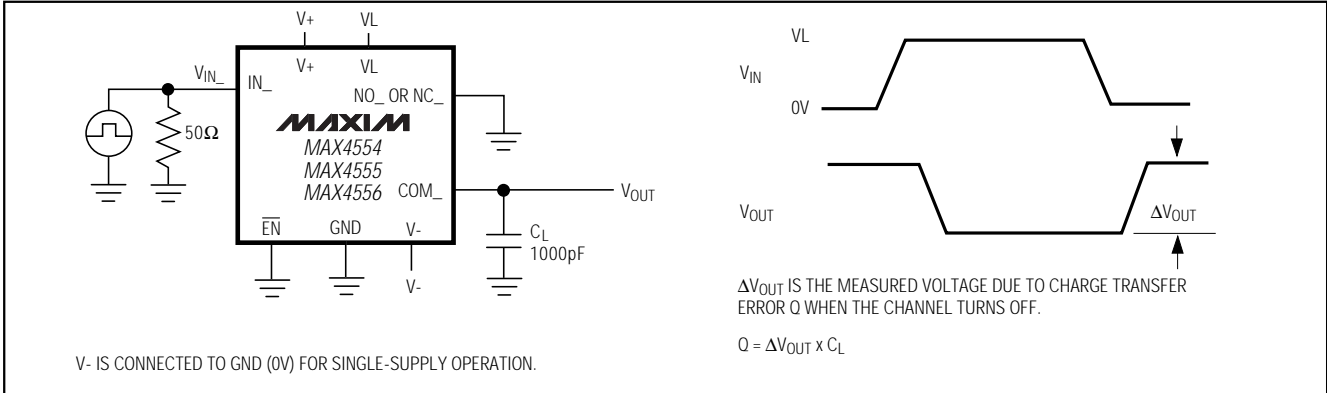 V+ VL
V+ VL
VIN_
IN_
NO_ OR NC_
50Ω
MAXIM
MAX4554
MAX4555
MAX4556
COM_
VOUT
EN GND V-
CL
1000pF
V-
V- IS CONNECTED TO GND (0V) FOR SINGLE-SUPPLY OPERATION.
VL
VIN
0V
VOUT
ΔVOUT
ΔVOUT IS THE MEASURED VOLTAGE DUE TO CHARGE TRANSFER
ERROR Q WHEN THE CHANNEL TURNS OFF.
Q = ΔVOUT x CL